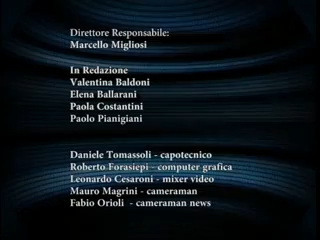 Direttore Responsabile:
Marcello Migliosi
In Redazione
Valentina Baldoni
Elena Ballarani
Paola Costantini
Paolo Pianigiani
Daniele Tomassoli - capotecnico
Roberto Forasiepi - computer grafica
Leonardo Cesaroni - mixer video
Mauro Magrini - cameraman
Fabio Orioli - cameraman news